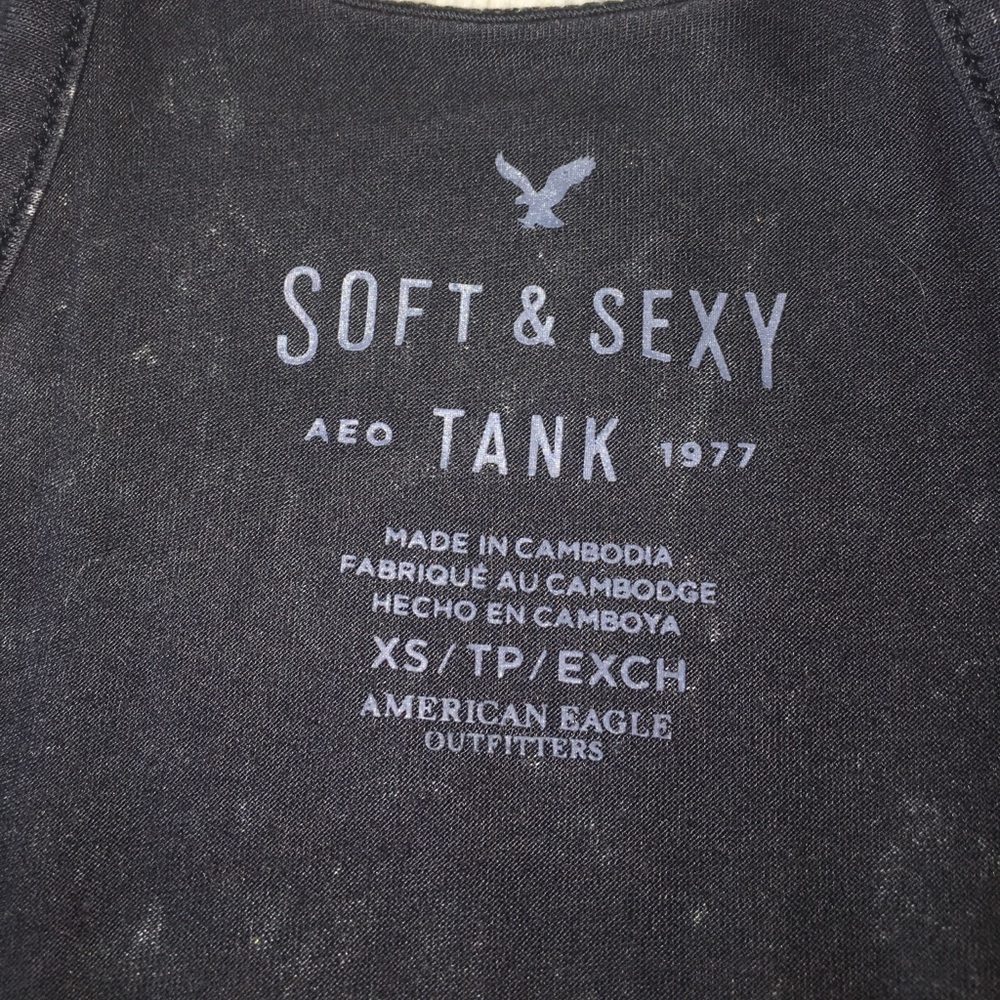 SOFT & SEXY
AEO TANK 1977
MADE IN CAMBODIA
FABRIQUÉ AU CAMBODGE
HECHO EN CAMBOYA
XS/TP/EXCH
AMERICAN EAGLE
OUTFITTERS